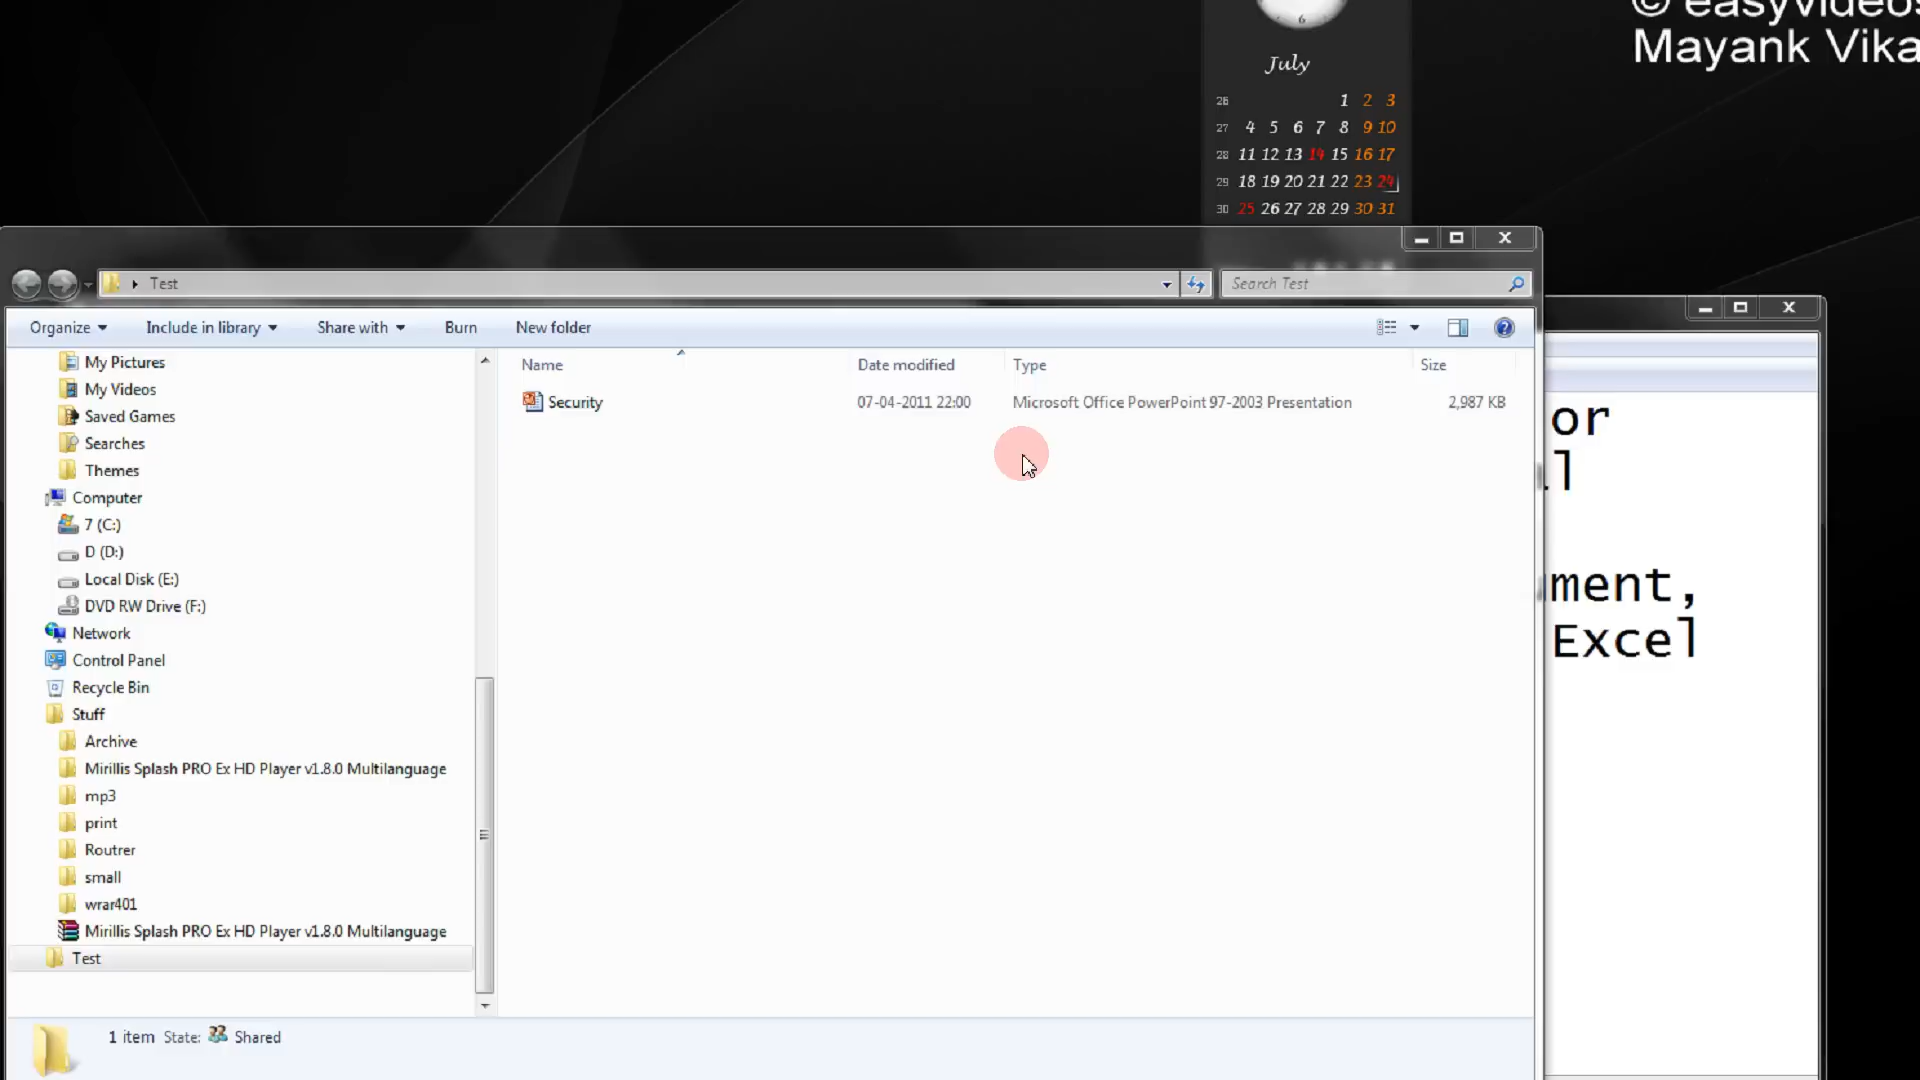 © easyvideos
Mayank Vika
6
July
26 1 2 3
27 4 5 6 7 8 9 10
28 11 12 13 14 15 16 17
29 18 19 20 21 22 23 24
30 25 26 27 28 29 30 31
Test
Search Test
Organize Include in library Share with Burn New folder
My Pictures
My Videos
Saved Games
Searches
Themes
Computer
7 (C:)
D (D:)
Local Disk (E:)
DVD RW Drive (F:)
Network
Control Panel
Recycle Bin
Stuff
Archive
Mirillis Splash PRO Ex HD Player v1.8.0 Multilanguage
mp3
print
Routrer
small
wrar401
Mirillis Splash PRO Ex HD Player v1.8.0 Multilanguage
Test
Name Date modified Type Size
Security 07-04-2011 22:00 Microsoft Office PowerPoint 97-2003 Presentation 2,987 KB
or
l
ment,
Excel
1 item State: Shared